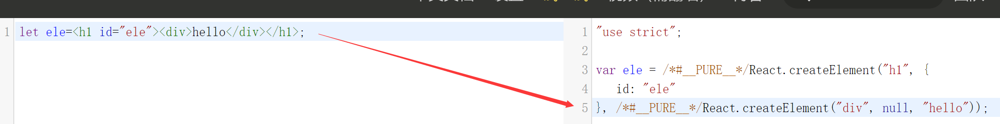 1 let ele=<h1 id="ele"><div>hello</div></h1>;
1 "use strict";
2
3 var ele = /*#__PURE__*/React.createElement("h1", {
4 id: "ele"
5 }, /*#__PURE__*/React.createElement("div", null, "hello"));